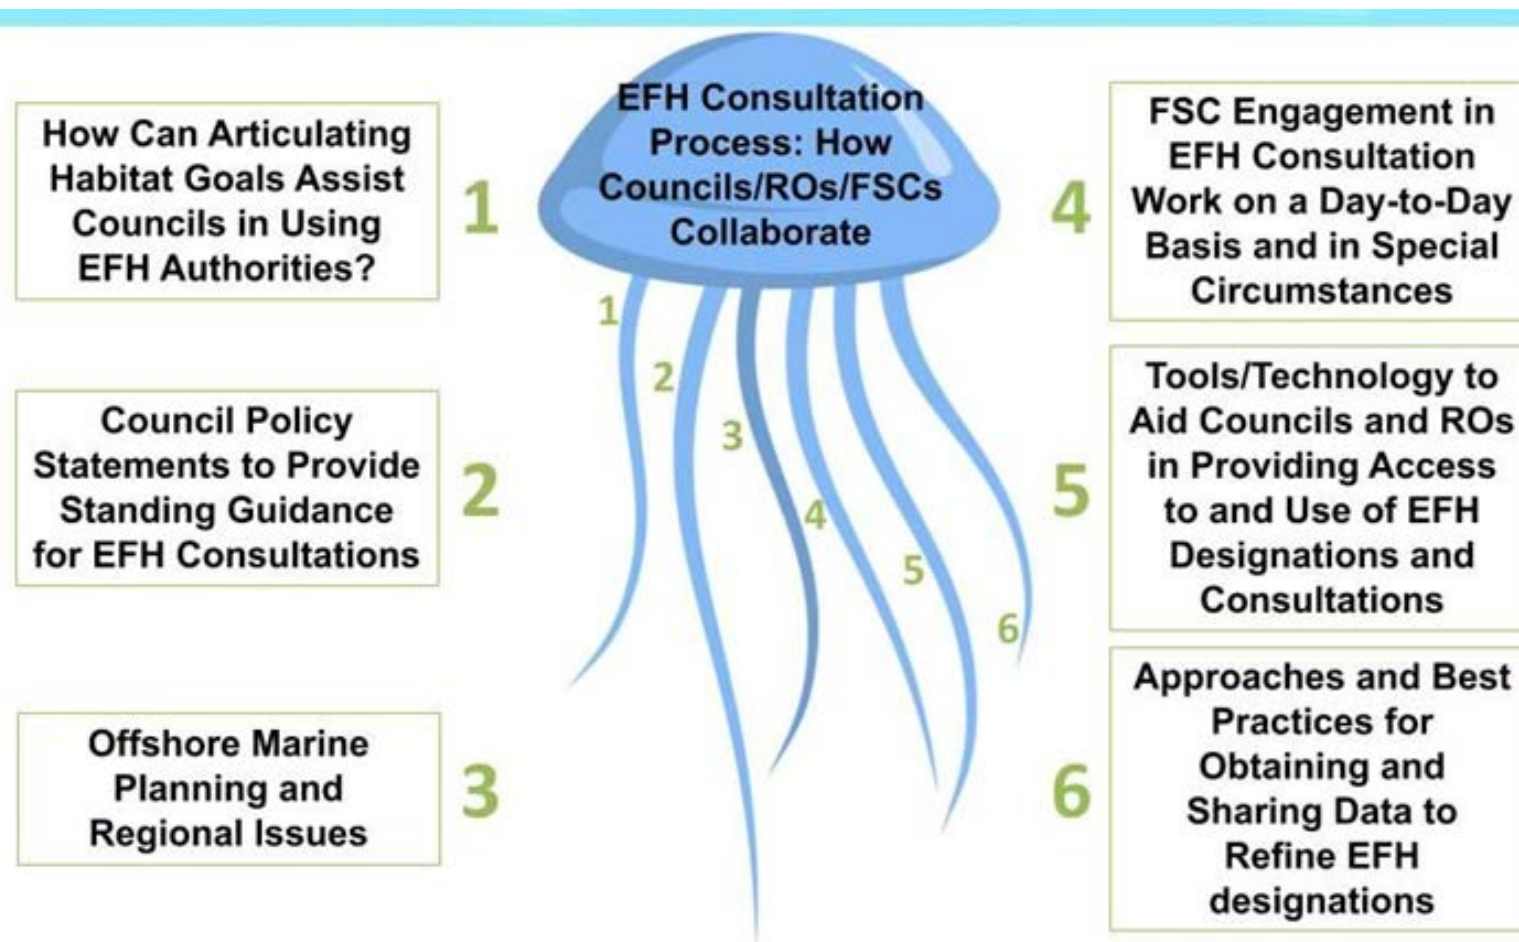 EFH Consultation
Process: How
Councils/ROs/FSCs
Collaborate
How Can Articulating
Habitat Goals Assist
Councils in Using
EFH Authorities?
1
Council Policy
Statements to Provide
Standing Guidance
for EFH Consultations
2
Offshore Marine
Planning and
Regional Issues
3
1
2
3
4
5
6
4
FSC Engagement in
EFH Consultation
Work on a Day-to-Day
Basis and in Special
Circumstances
5
Tools/Technology to
Aid Councils and ROs
in Providing Access
to and Use of EFH
Designations and
Consultations
6
Approaches and Best
Practices for
Obtaining and
Sharing Data to
Refine EFH
designations